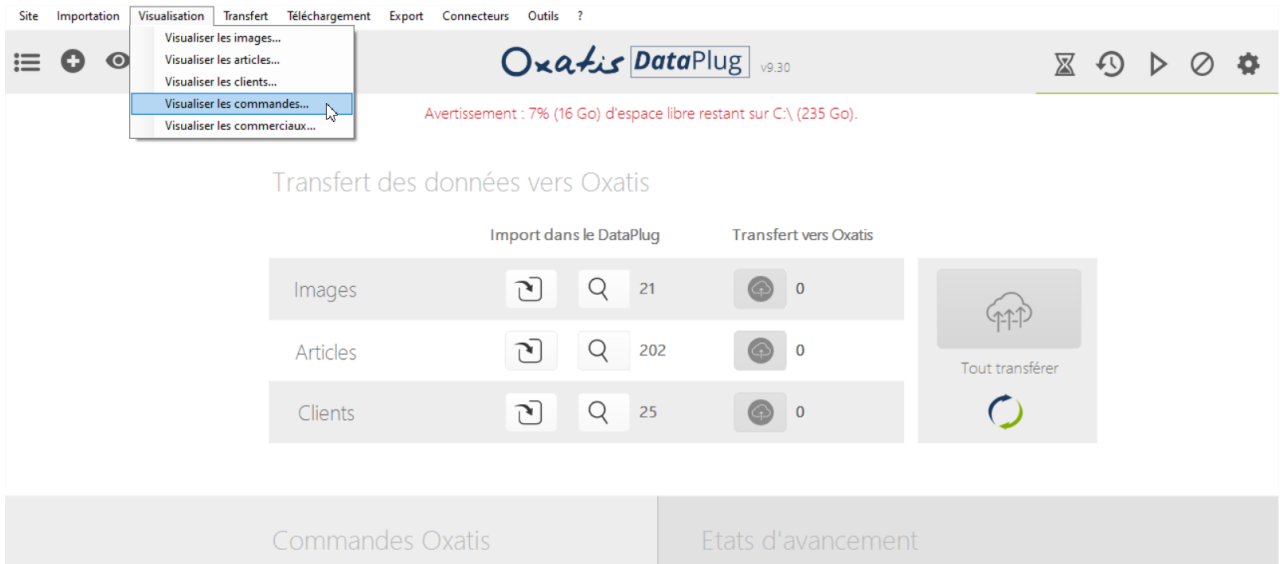 Site Importation Visualisation Transfert Téléchargement Export Connecteurs Outils ?
Visualiser les images...
Visualiser les articles...
Visualiser les clients...
Visualiser les commandes...
Visualiser les commerciaux...
Oxatis DataPlug v9.30
Avertissement : 7% (16 Go) d'espace libre restant sur C:\ (235 Go).
Transfert des données vers Oxatis
Import dans le DataPlug Transfert vers Oxatis
Images 21 0
Articles 202 0
Clients 25 0
Tout transférer
Commandes Oxatis Etats d'avancement